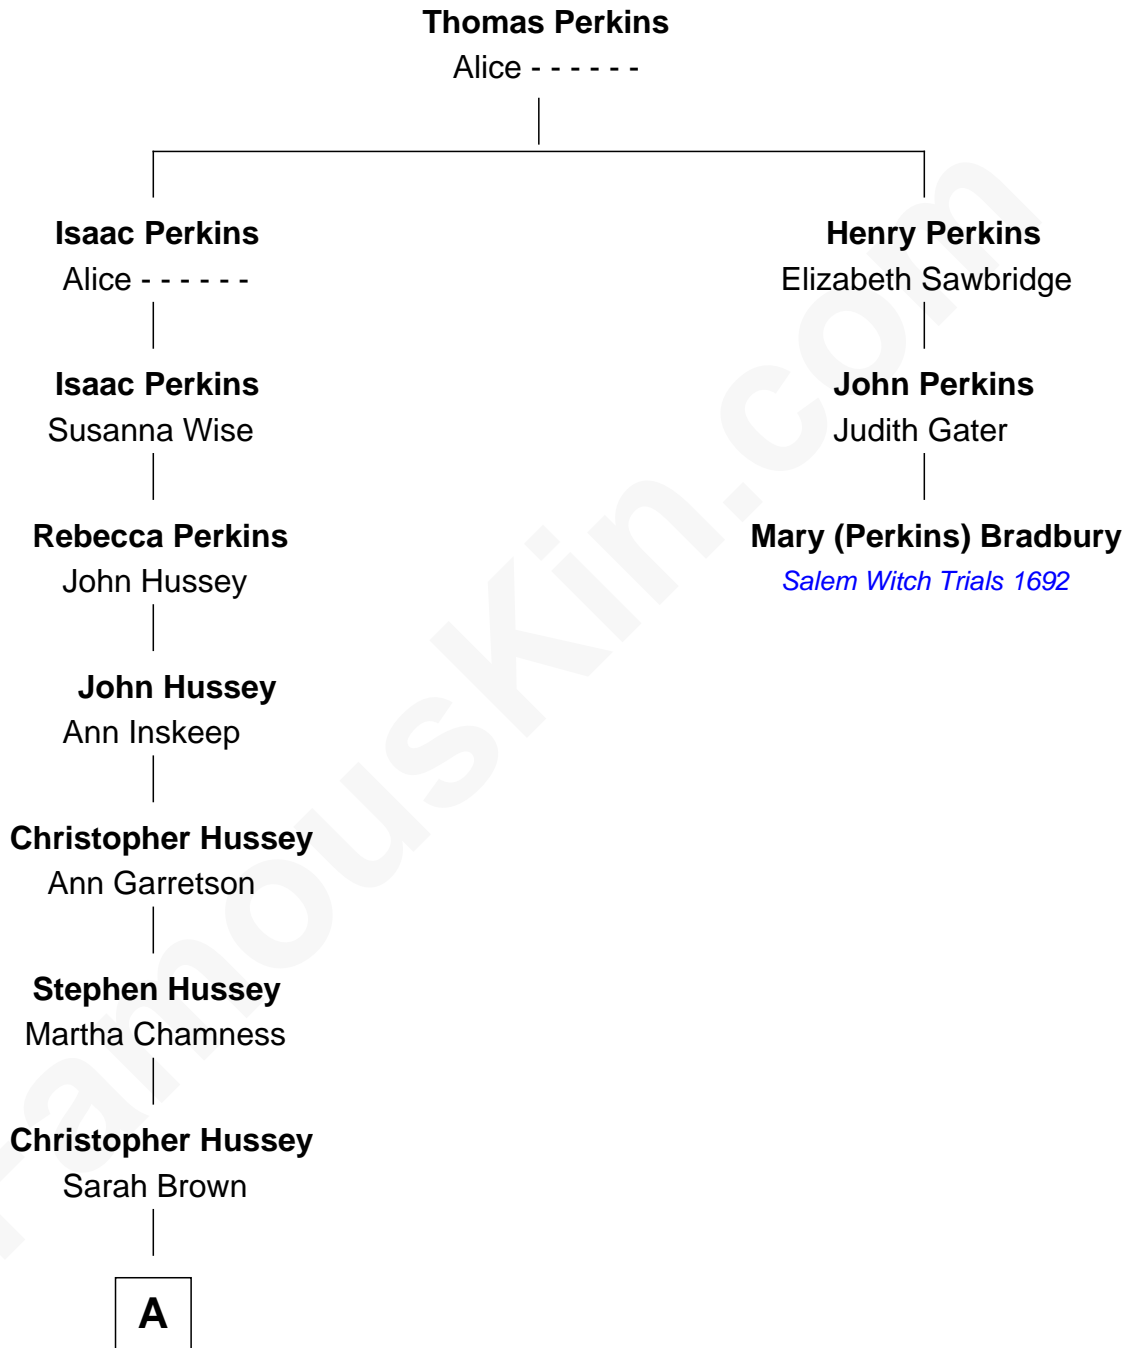 Thomas Perkins
Alice - - - - - -
Isaac Perkins
Alice - - - - - -
Henry Perkins
Elizabeth Sawbridge
Isaac Perkins
Susanna Wise
John Perkins
Judith Gater
Rebecca Perkins
John Hussey
Mary (Perkins) Bradbury
Salem Witch Trials 1692
John Hussey
Ann Inskeep
Christopher Hussey
Ann Garretson
Stephen Hussey
Martha Chamness
Christopher Hussey
Sarah Brown
A
FamousKin.com